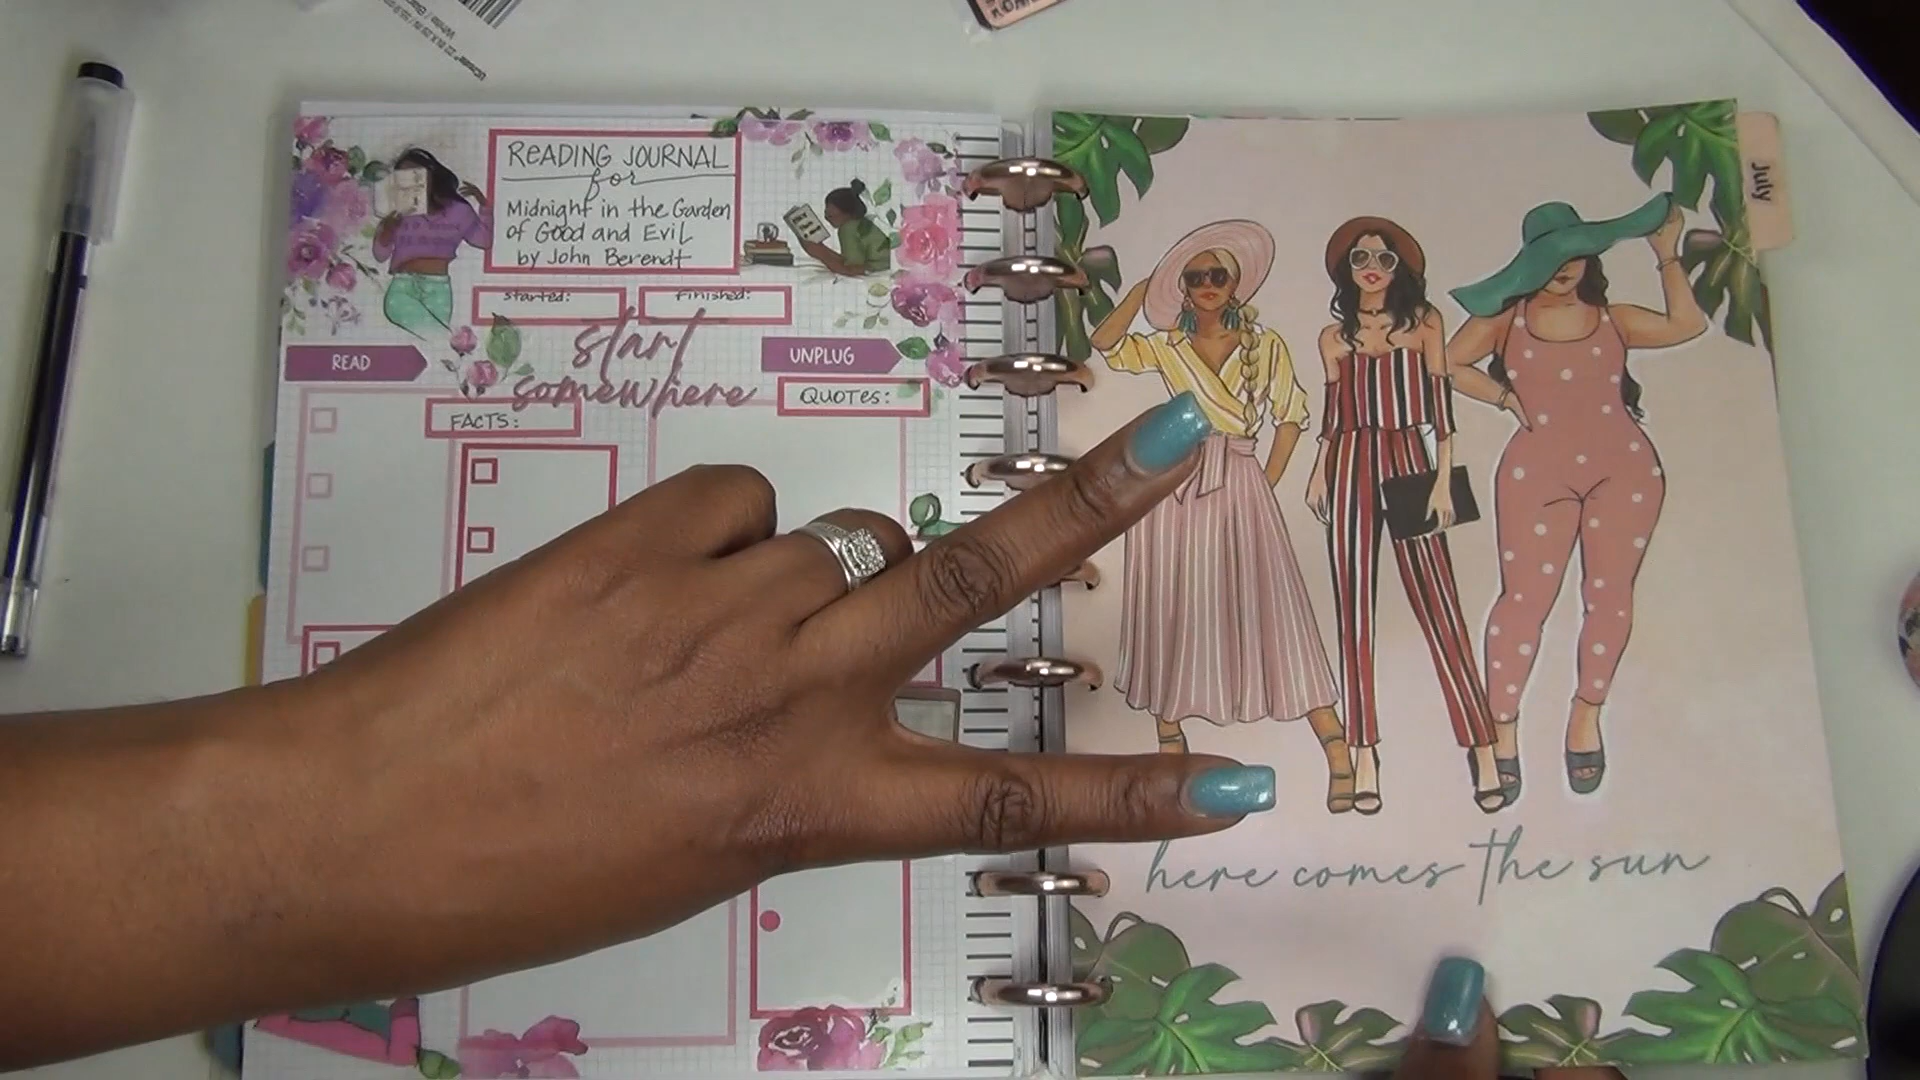 READING JOURNAL
for
Midnight in the Garden
of Good and Evil
by John Berendt
started:
Finished:
start
somewhere
READ
UNPLUG
QUOTES:
FACTS:
July
here comes the sun